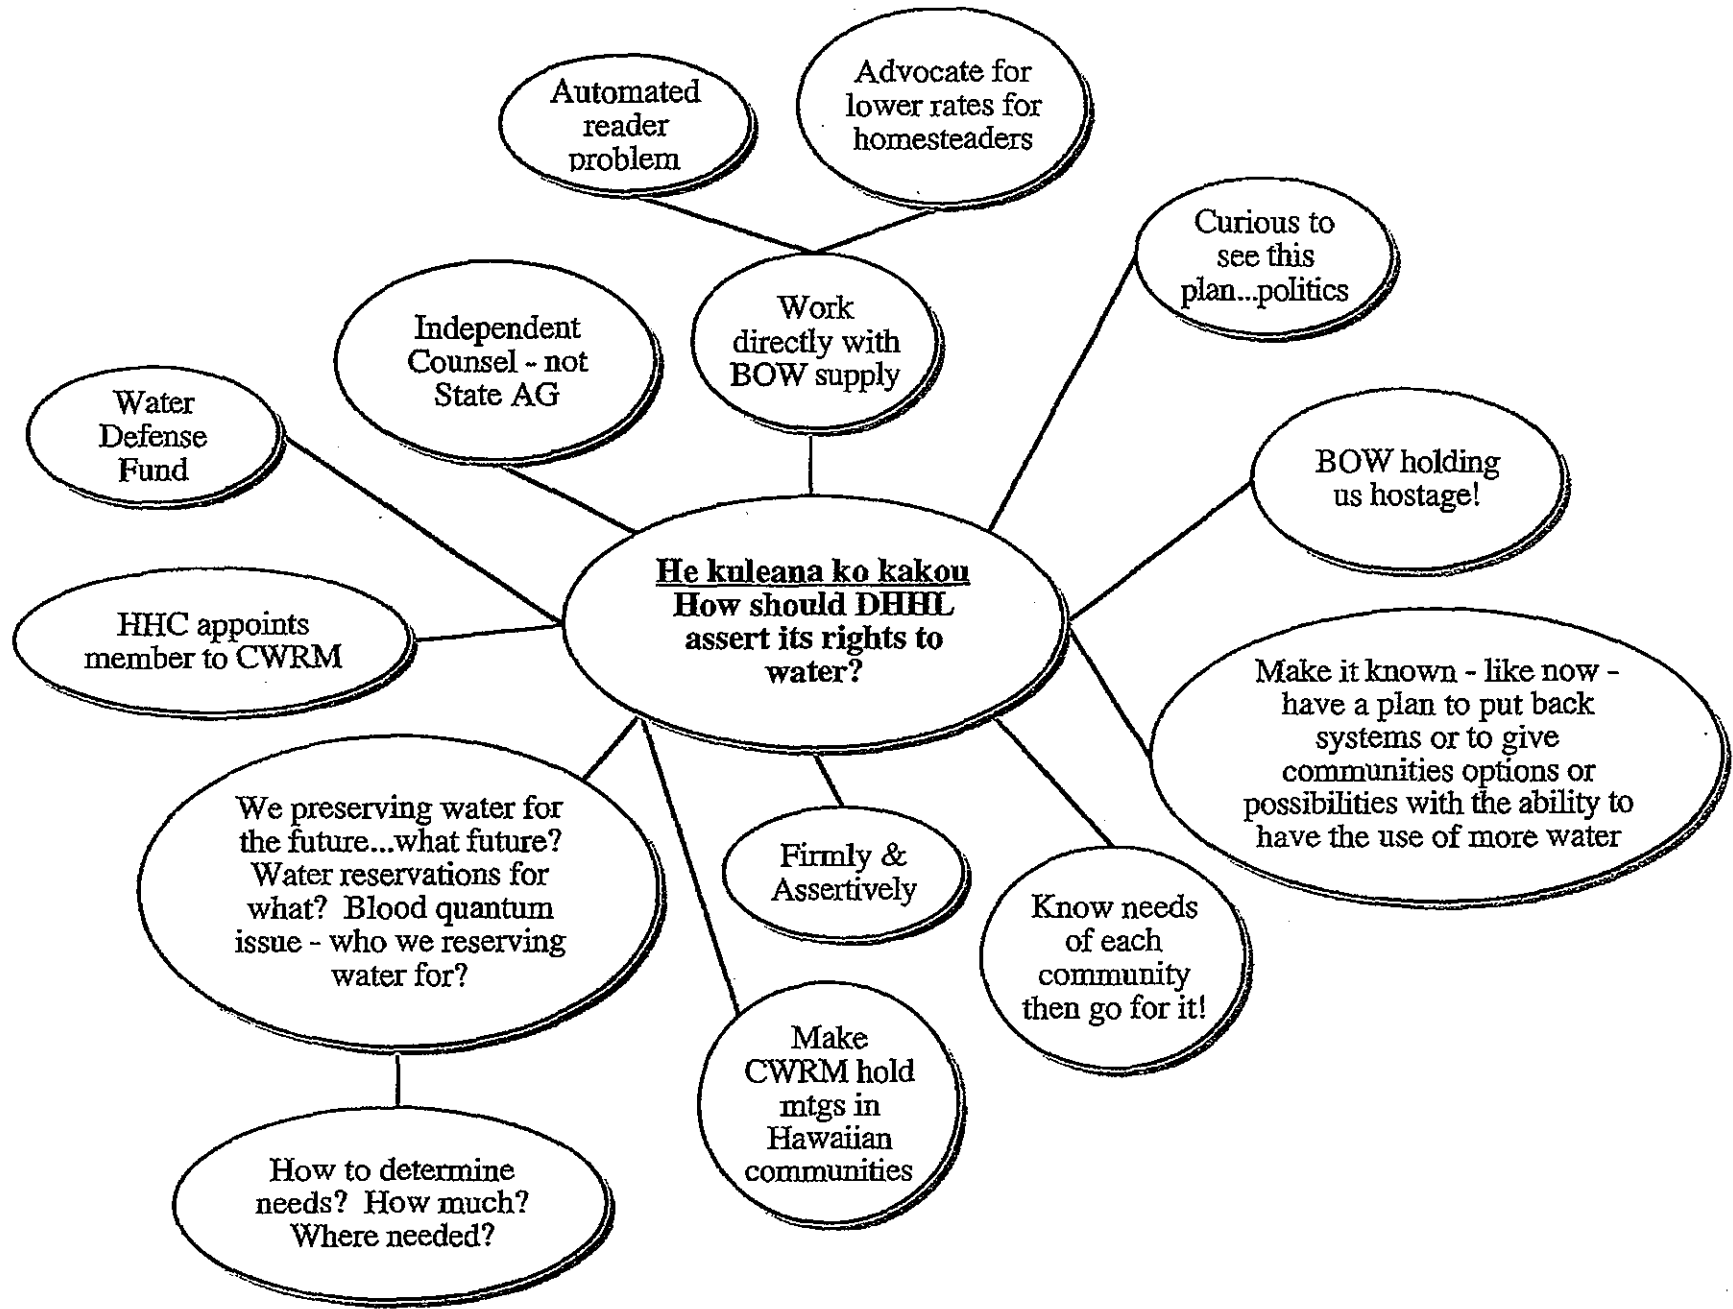 Automated
reader
problem
Advocate for
lower rates for
homesteaders
Curious to
see this
plan...politics
Independent
Counsel - not
State AG
Work
directly with
BOW supply
Water
Defense
Fund
BOW holding
us hostage!
HHC appoints
member to CWRM
He kuleana ko kakou
How should DHHL
assert its rights to
water?
Make it known - like now -
have a plan to put back
systems or to give
communities options or
possibilities with the ability to
have the use of more water
We preserving water for
the future...what future?
Water reservations for
what?  Blood quantum
issue - who we reserving
water for?
Firmly &
Assertively
Know needs
of each
community
then go for it!
Make
CWRM hold
mtgs in
Hawaiian
communities
How to determine
needs?  How much?
Where needed?